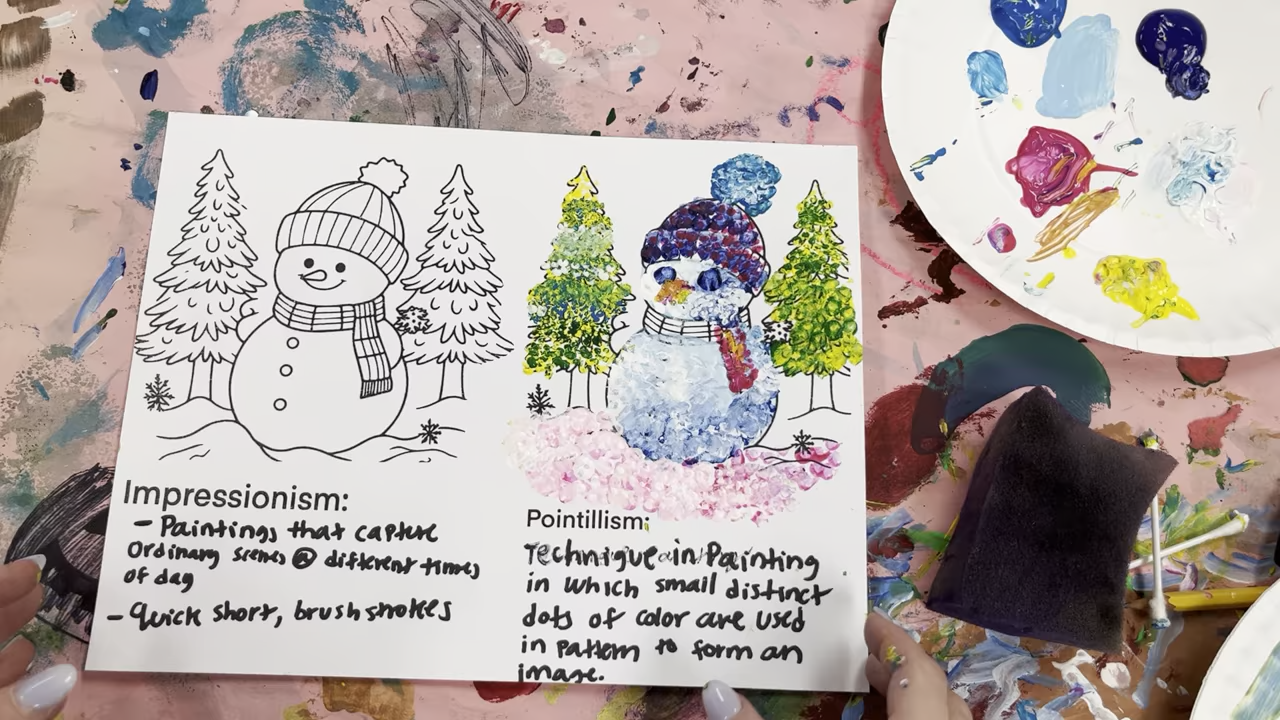 Impressionism:
- Paintings that capture
Ordinary scenes @ different times
of day
- Quick short, brush strokes
Pointillism:
Technique in Painting
in which small distinct
dots of color are used
in pattern to form an
image.